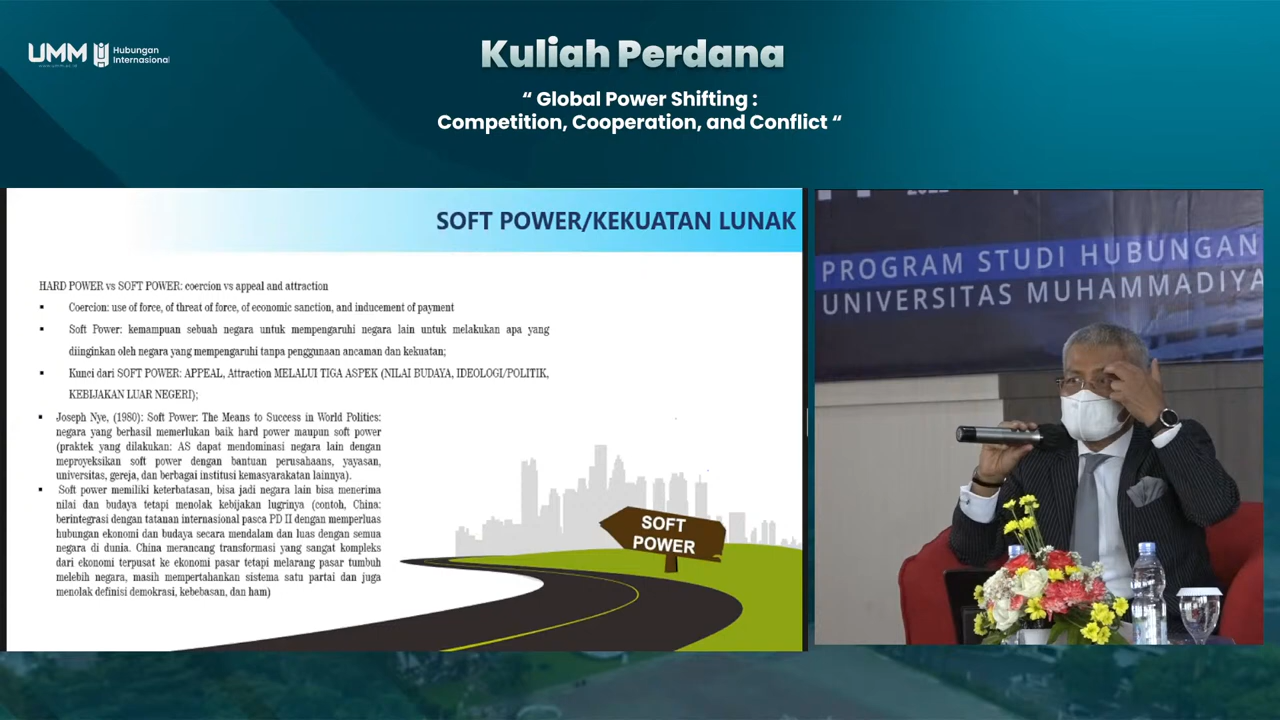 UMM
Hubungan
Internasional
Kuliah Perdana
“ Global Power Shifting :
Competition, Cooperation, and Conflict “
SOFT POWER/KEKUATAN LUNAK
HARD POWER vs SOFT POWER: coercion vs appeal and attraction
▪ Coercion: use of force, of threat of force, of economic sanction, and inducement of payment
▪ Soft Power: kemampuan sebuah negara untuk mempengaruhi negara lain untuk melakukan apa yang
diinginkan oleh negara yang mempengaruhi tanpa penggunaan ancaman dan kekuatan;
▪ Kunci dari SOFT POWER: APPEAL, Attraction MELALUI TIGA ASPEK (NILAI BUDAYA, IDEOLOGI/POLITIK,
KEBIJAKAN LUAR NEGERI);
▪ Joseph Nye, (1980): Soft Power: The Means to Success in World Politics:
negara yang berhasil memerlukan baik hard power maupun soft power
(praktek yang dilakukan: AS dapat mendominasi negara lain dengan
meproyeksikan soft power dengan bantuan perusahaans, yayasan,
universitas, gereja, dan berbagai institusi kemasyarakatan lainnya).
▪ Soft power memiliki keterbatasan, bisa jadi negara lain bisa menerima
nilai dan budaya tetapi menolak kebijakan lugrinya (contoh, China:
berintegrasi dengan tatanan internasional pasca PD II dengan memperluas
hubungan ekonomi dan budaya secara mendalam dan luas dengan semua
negara di dunia. China merancang transformasi yang sangat kompleks
dari ekonomi terpusat ke ekonomi pasar tetapi melarang pasar tumbuh
melebih negara, masih mempertahankan sistem satu partai dan juga
menolak definisi demokrasi, kebebasan, dan ham)
SOFT
POWER
PROGRAM STUDI HUBUNGAN
UNIVERSITAS MUHAMMADIYA